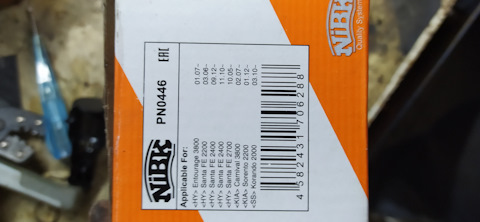 NiBK
Quality System
NiBK
PN0446
EAC
Applicable For:
<HY> Entourage 3800 01.07-
<HY> Santa FE 2200 03.06-
<HY> Santa FE 2400 09.12-
<HY> Santa FE 2400 11.10-
<HY> Santa FE 2700 10.05-
<KIA> Carnival 3800 02.07-
<KIA> Sorento 2200 01.12-
<SS> Korando 2000 03.10-
4 582431 706288